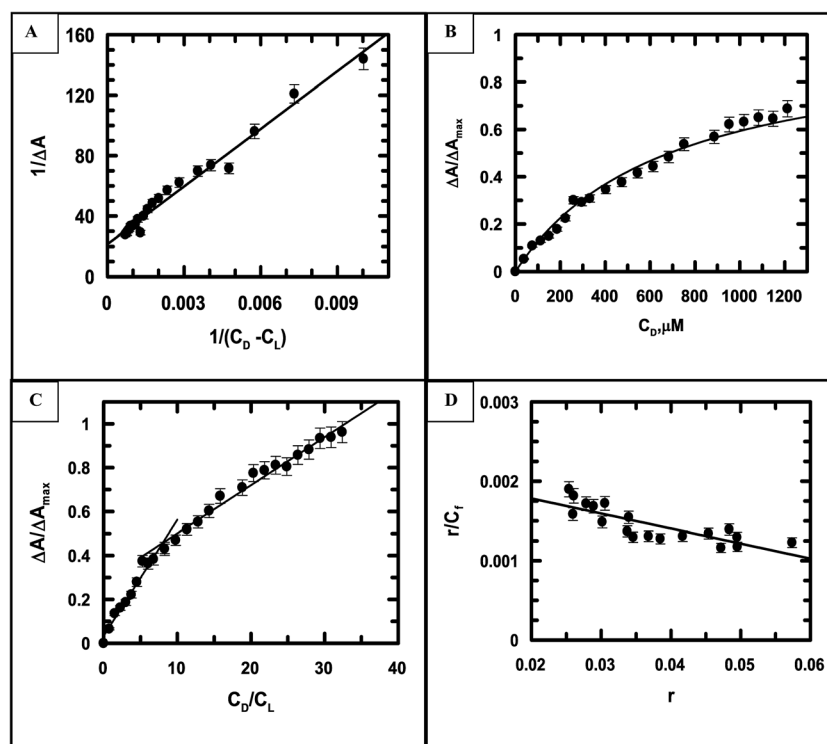 A
160
120
80
40
0
1/ΔA
0.003 0.006 0.009
1/(C_D -C_L)
B
1
0.8
0.6
0.4
0.2
0
ΔA/ΔA_max
0 200 400 600 800 1000 1200
C_D,μM
C
1
0.8
0.6
0.4
0.2
0
ΔA/ΔA_max
0 10 20 30 40
C_D/C_L
D
0.003
0.002
0.001
0
r/C_f
0.02 0.03 0.04 0.05 0.06
r